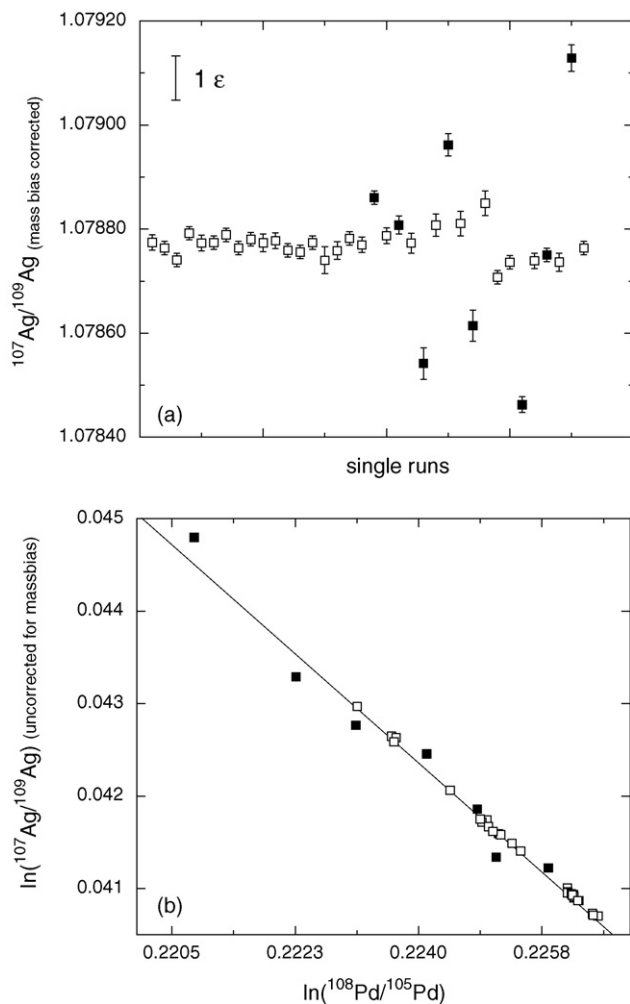 1.07920
1 ε
1.07900
1.07880
1.07860
1.07840
¹⁰⁷Ag/¹⁰⁹Ag (mass bias corrected)
(a)
single runs
0.045
0.044
0.043
0.042
0.041
ln(¹⁰⁷Ag/¹⁰⁹Ag) (uncorrected for massbias)
(b)
0.2205 0.2223 0.2240 0.2258
ln(¹⁰⁸Pd/¹⁰⁵Pd)